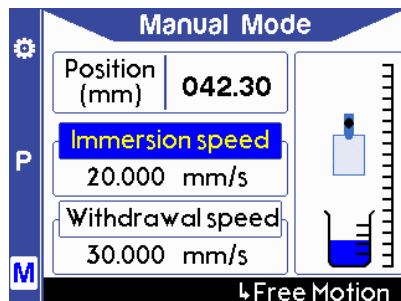 Manual Mode
Position
(mm)
042.30
Immersion speed
20.000 mm/s
P
Withdrawal speed
30.000 mm/s
M
↳Free Motion